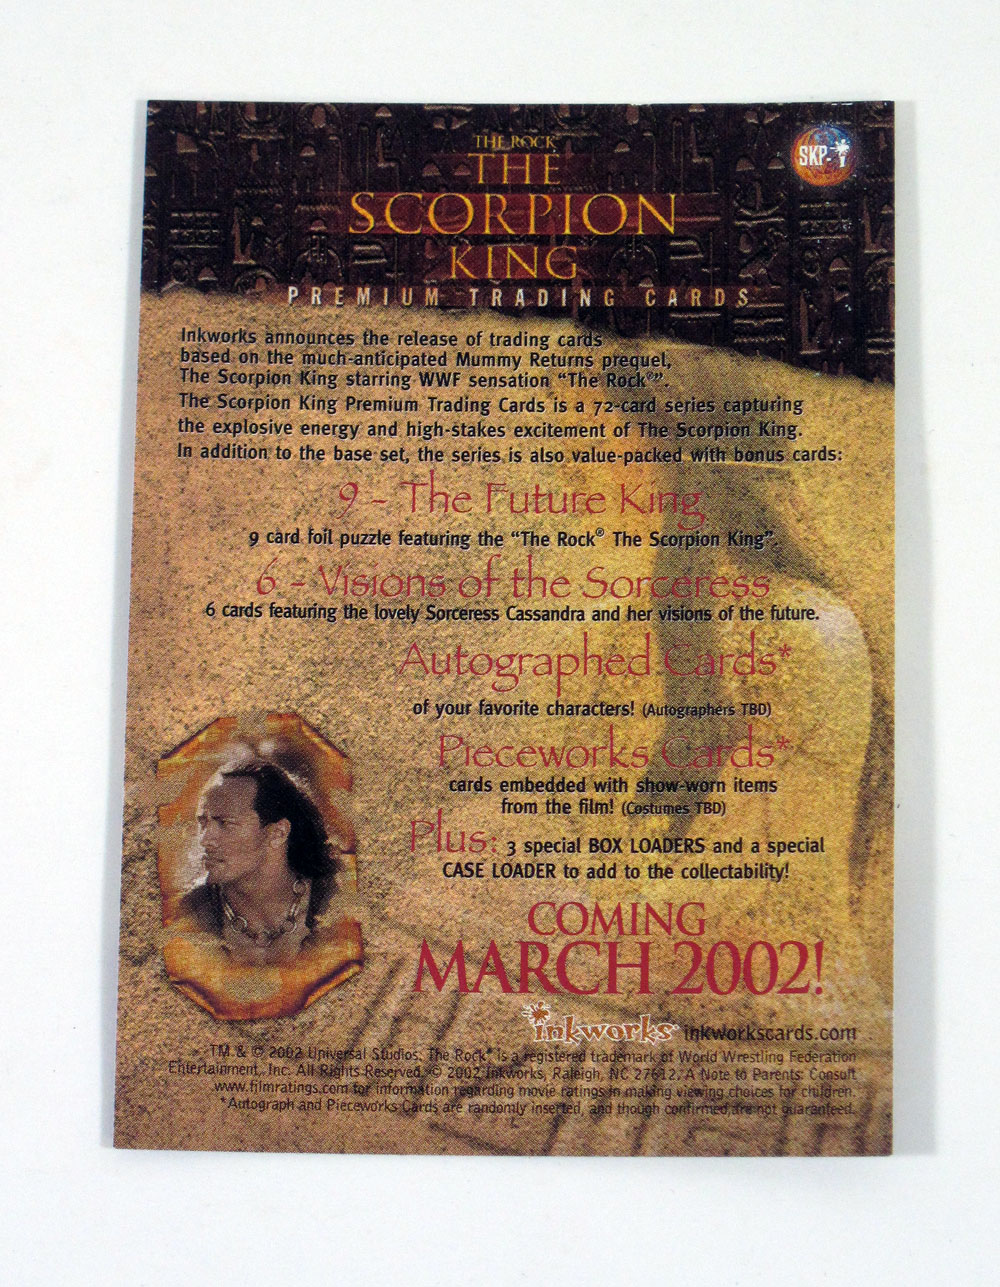 THE ROCK
THE
SCORPION
KING
PREMIUM TRADING CARDS
SKP-i
Inkworks announces the release of trading cards
based on the much-anticipated Mummy Returns prequel,
The Scorpion King starring WWF sensation “The Rock®”.
The Scorpion King Premium Trading Cards is a 72-card series capturing
the explosive energy and high-stakes excitement of The Scorpion King.
In addition to the base set, the series is also value-packed with bonus cards:
9 - The Future King
9 card foil puzzle featuring the “The Rock® The Scorpion King”.
6 - Visions of the Sorceress
6 cards featuring the lovely Sorceress Cassandra and her visions of the future.
Autographed Cards*
of your favorite characters! (Autographers TBD)
Pieceworks Cards*
cards embedded with show-worn items
from the film! (Costumes TBD)
Plus: 3 special BOX LOADERS and a special
CASE LOADER to add to the collectability!
COMING
MARCH 2002!
inkworks inkworkscards.com
TM & © 2002 Universal Studios. The Rock® is a registered trademark of World Wrestling Federation
Entertainment, Inc. All Rights Reserved. © 2002 Inkworks, Raleigh, NC 27612. A Note to Parents: Consult
www.filmratings.com for information regarding movie ratings in making viewing choices for children.
*Autograph and Pieceworks Cards are randomly inserted, and though confirmed are not guaranteed.